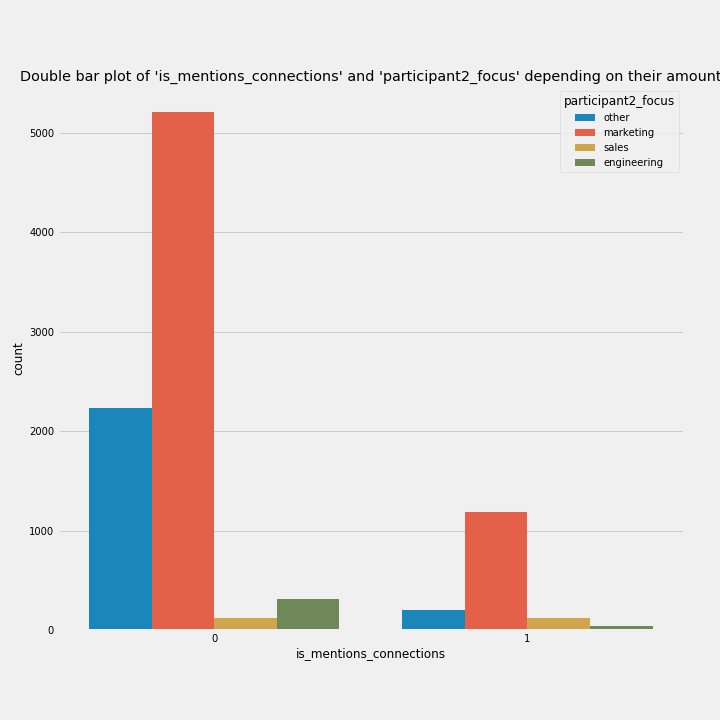 Double bar plot of 'is_mentions_connections' and 'participant2_focus' depending on their amount
participant2_focus
other
marketing
sales
engineering
5000
4000
3000
2000
1000
0
count
0
1
is_mentions_connections